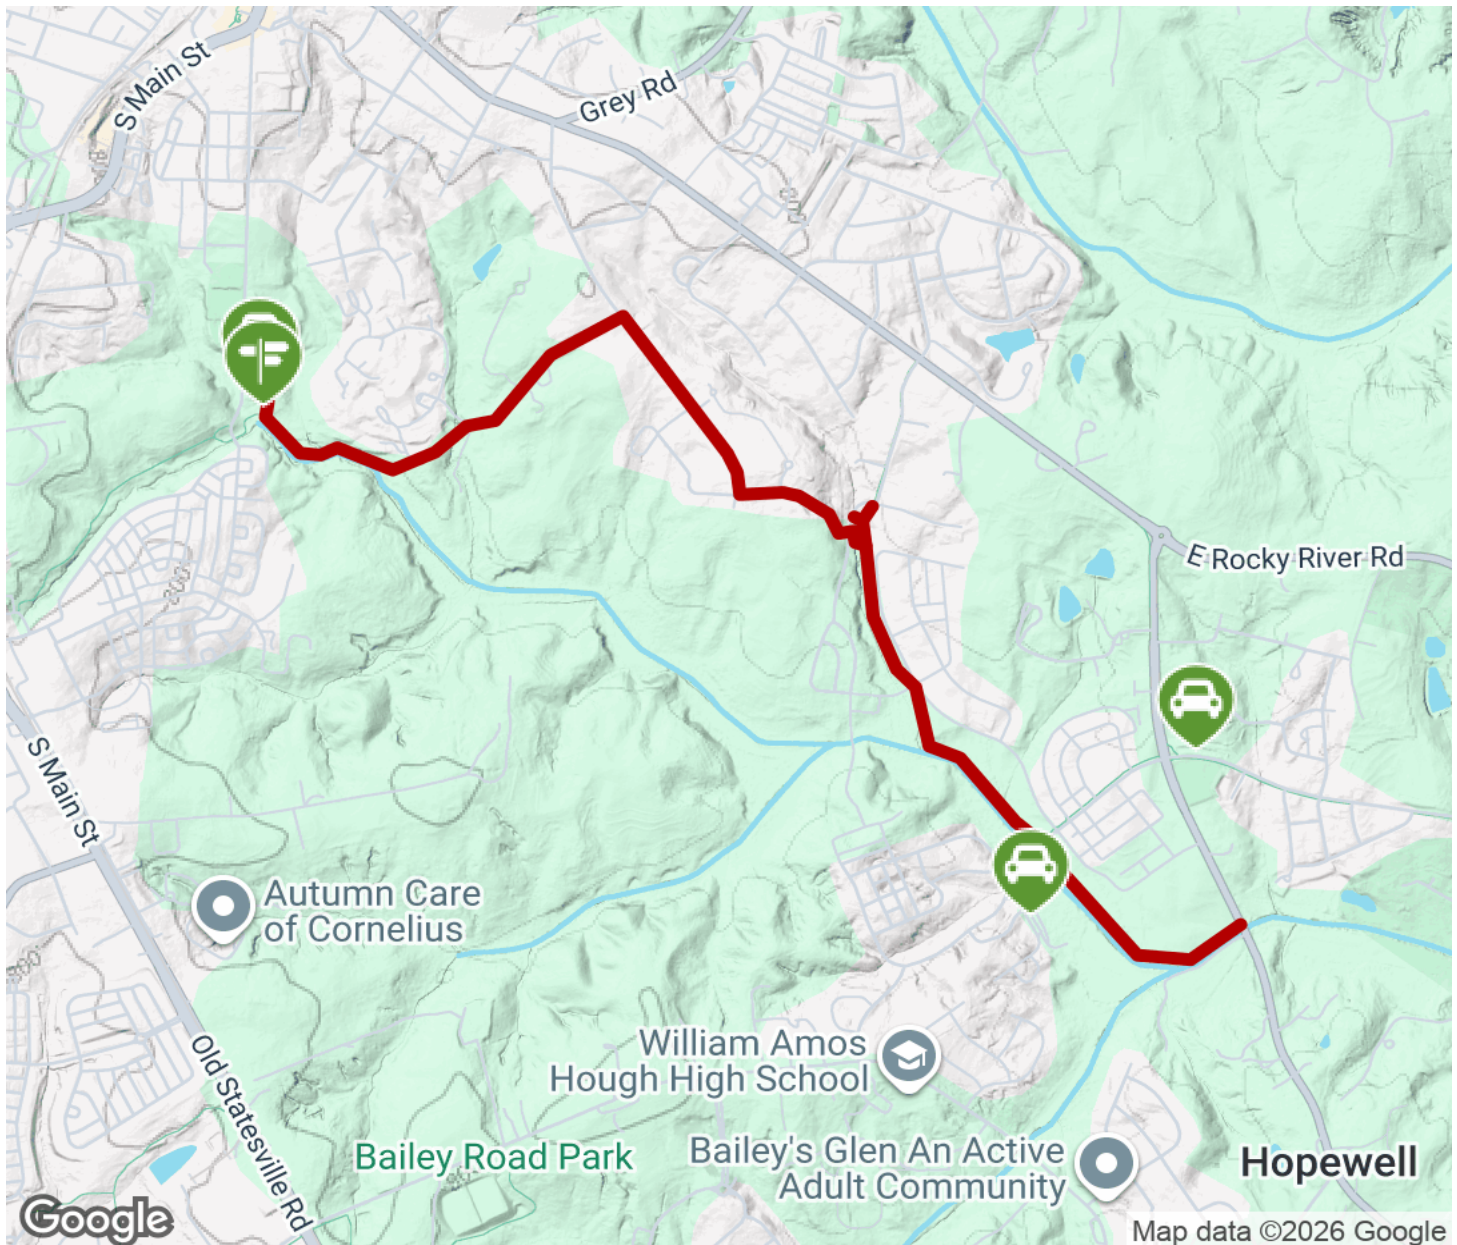 S Main St
Grey Rd
E Rocky River Rd
S Main St
Autumn Care
of Cornelius
Old Statesville Rd
William Amos
Hough High School
Bailey Road Park
Bailey's Glen An Active
Adult Community
Hopewell
Google
Map data ©2026 Google